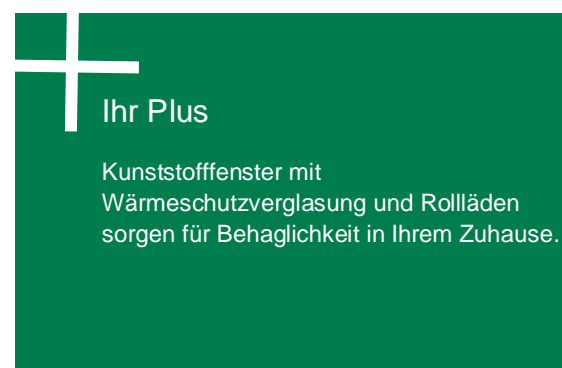 Ihr Plus
Kunststofffenster mit
Wärmeschutzverglasung und Rollläden
sorgen für Behaglichkeit in Ihrem Zuhause.